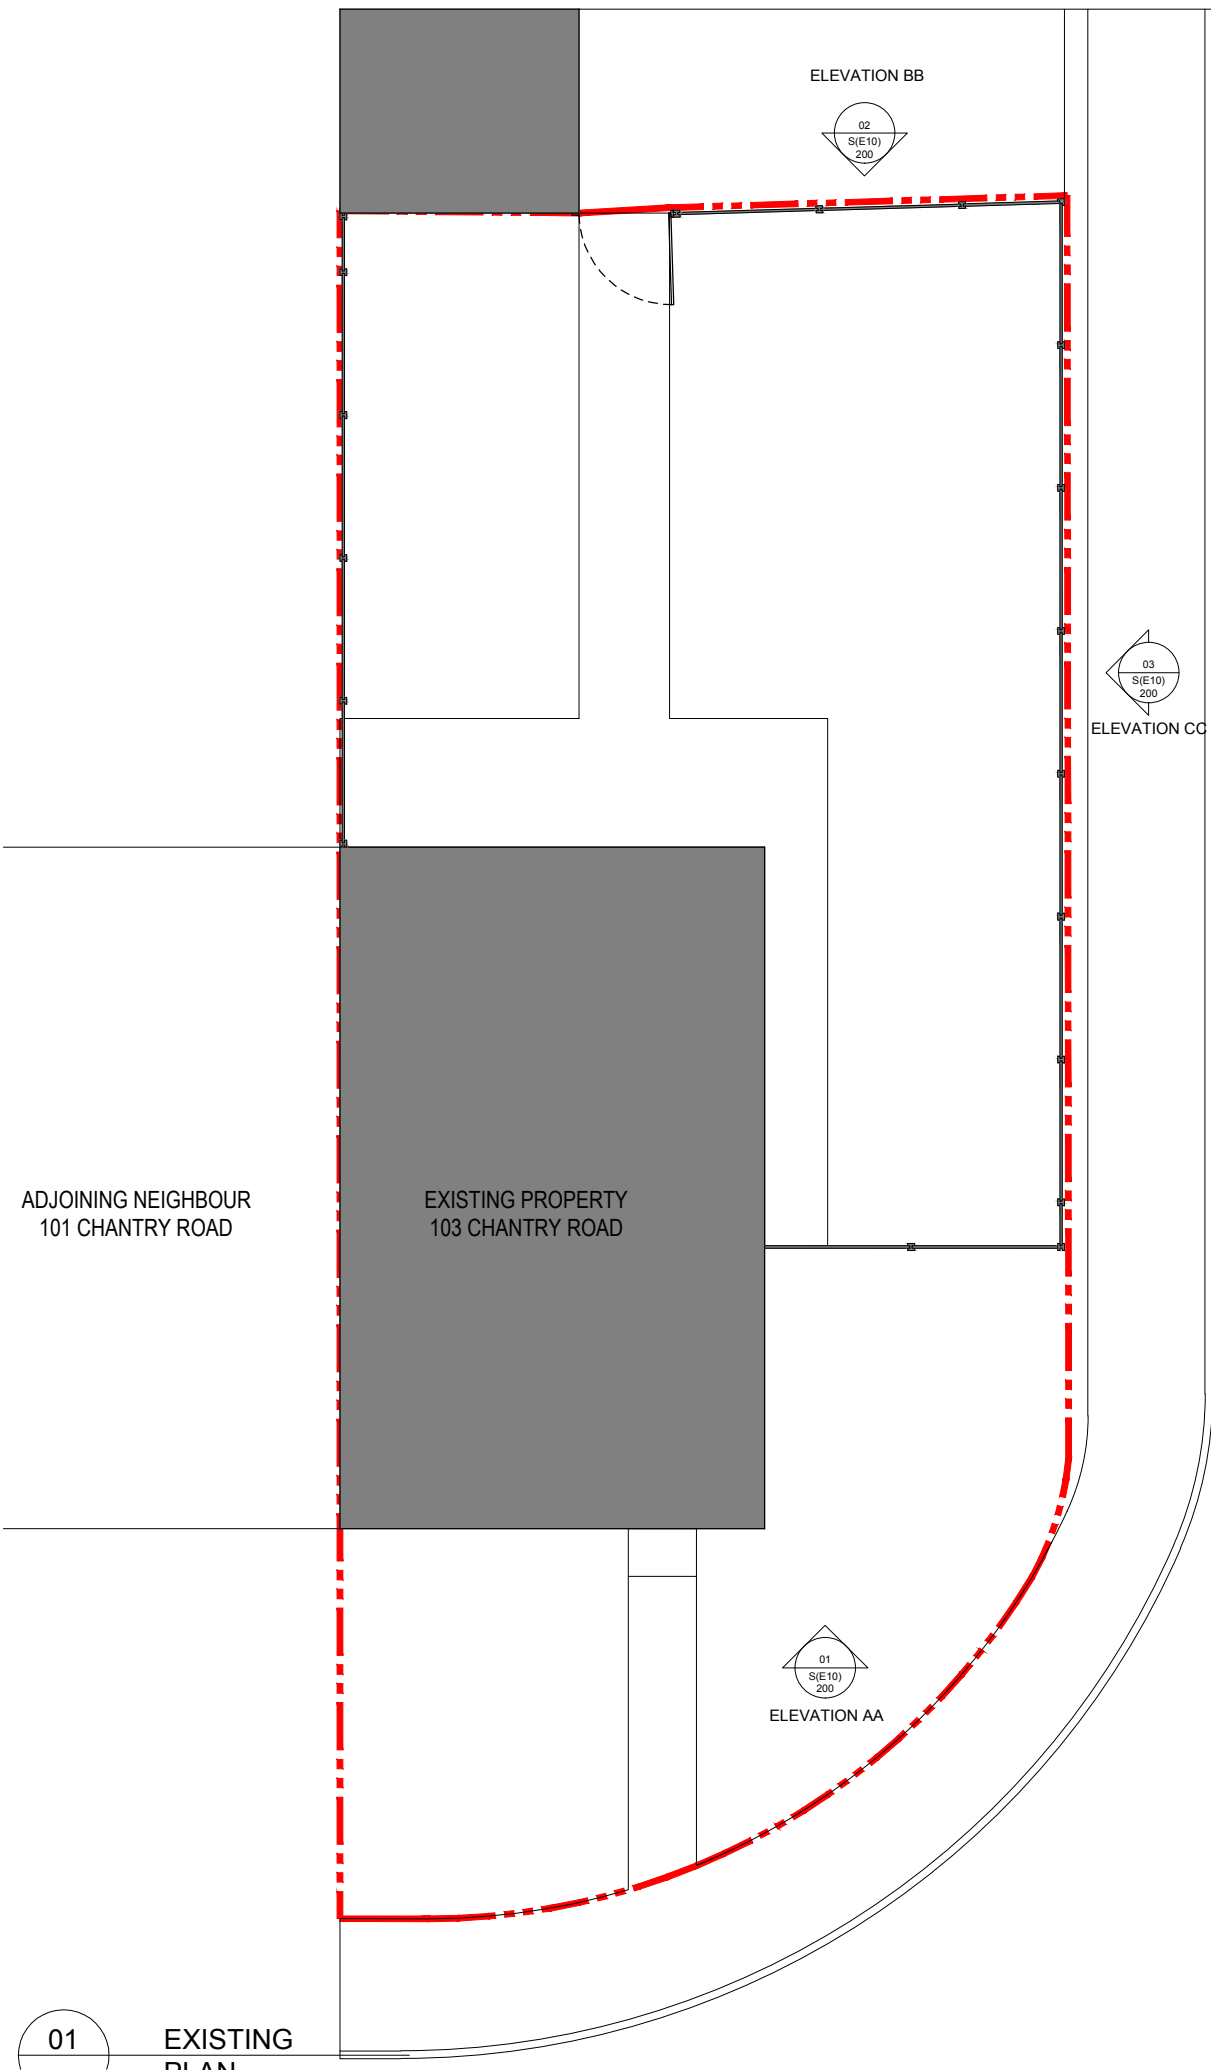 ELEVATION BB
02
S(E10)
200
03
S(E10)
200
ELEVATION CC
ADJOINING NEIGHBOUR
101 CHANTRY ROAD
EXISTING PROPERTY
103 CHANTRY ROAD
01
S(E10)
200
ELEVATION AA
01
EXISTING
PLAN